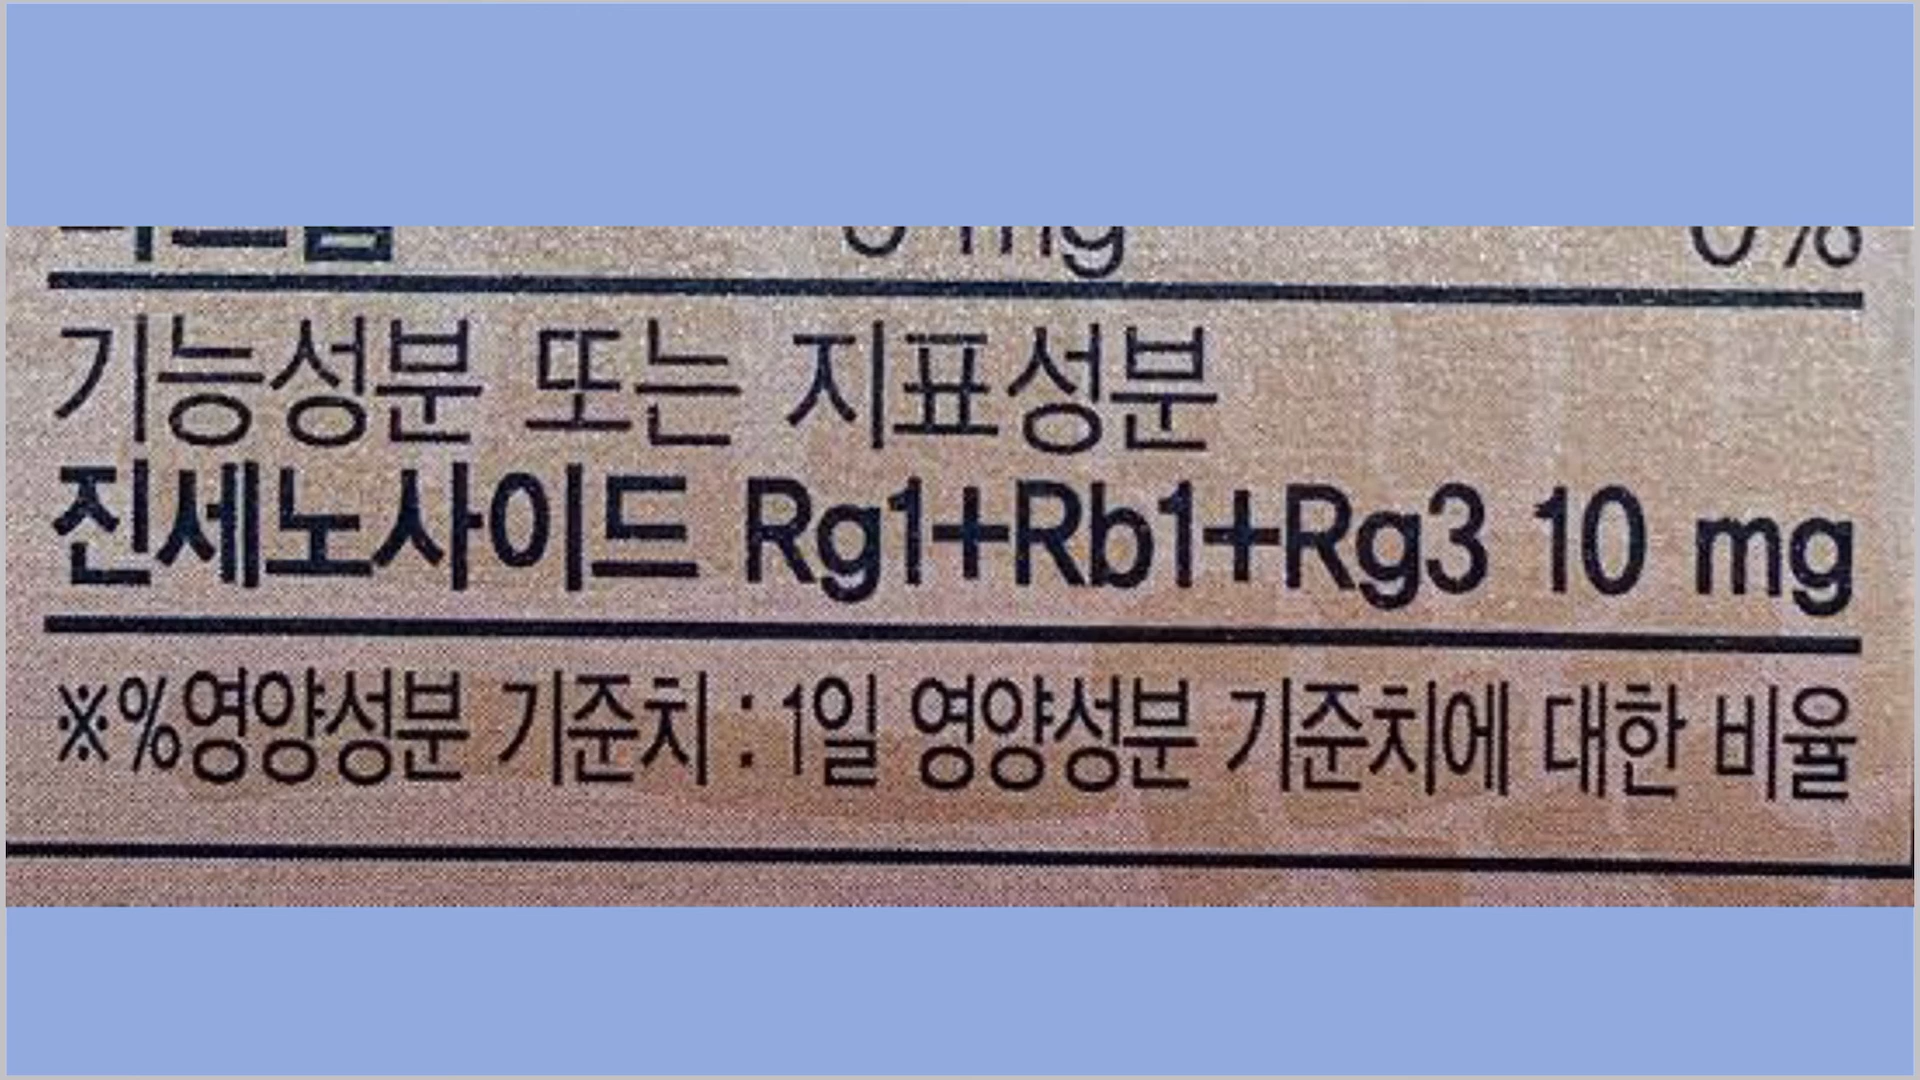 mg %
기능성분 또는 지표성분
진세노사이드 Rg1+Rb1+Rg3 10 mg
※%영양성분 기준치 : 1일 영양성분 기준치에 대한 비율